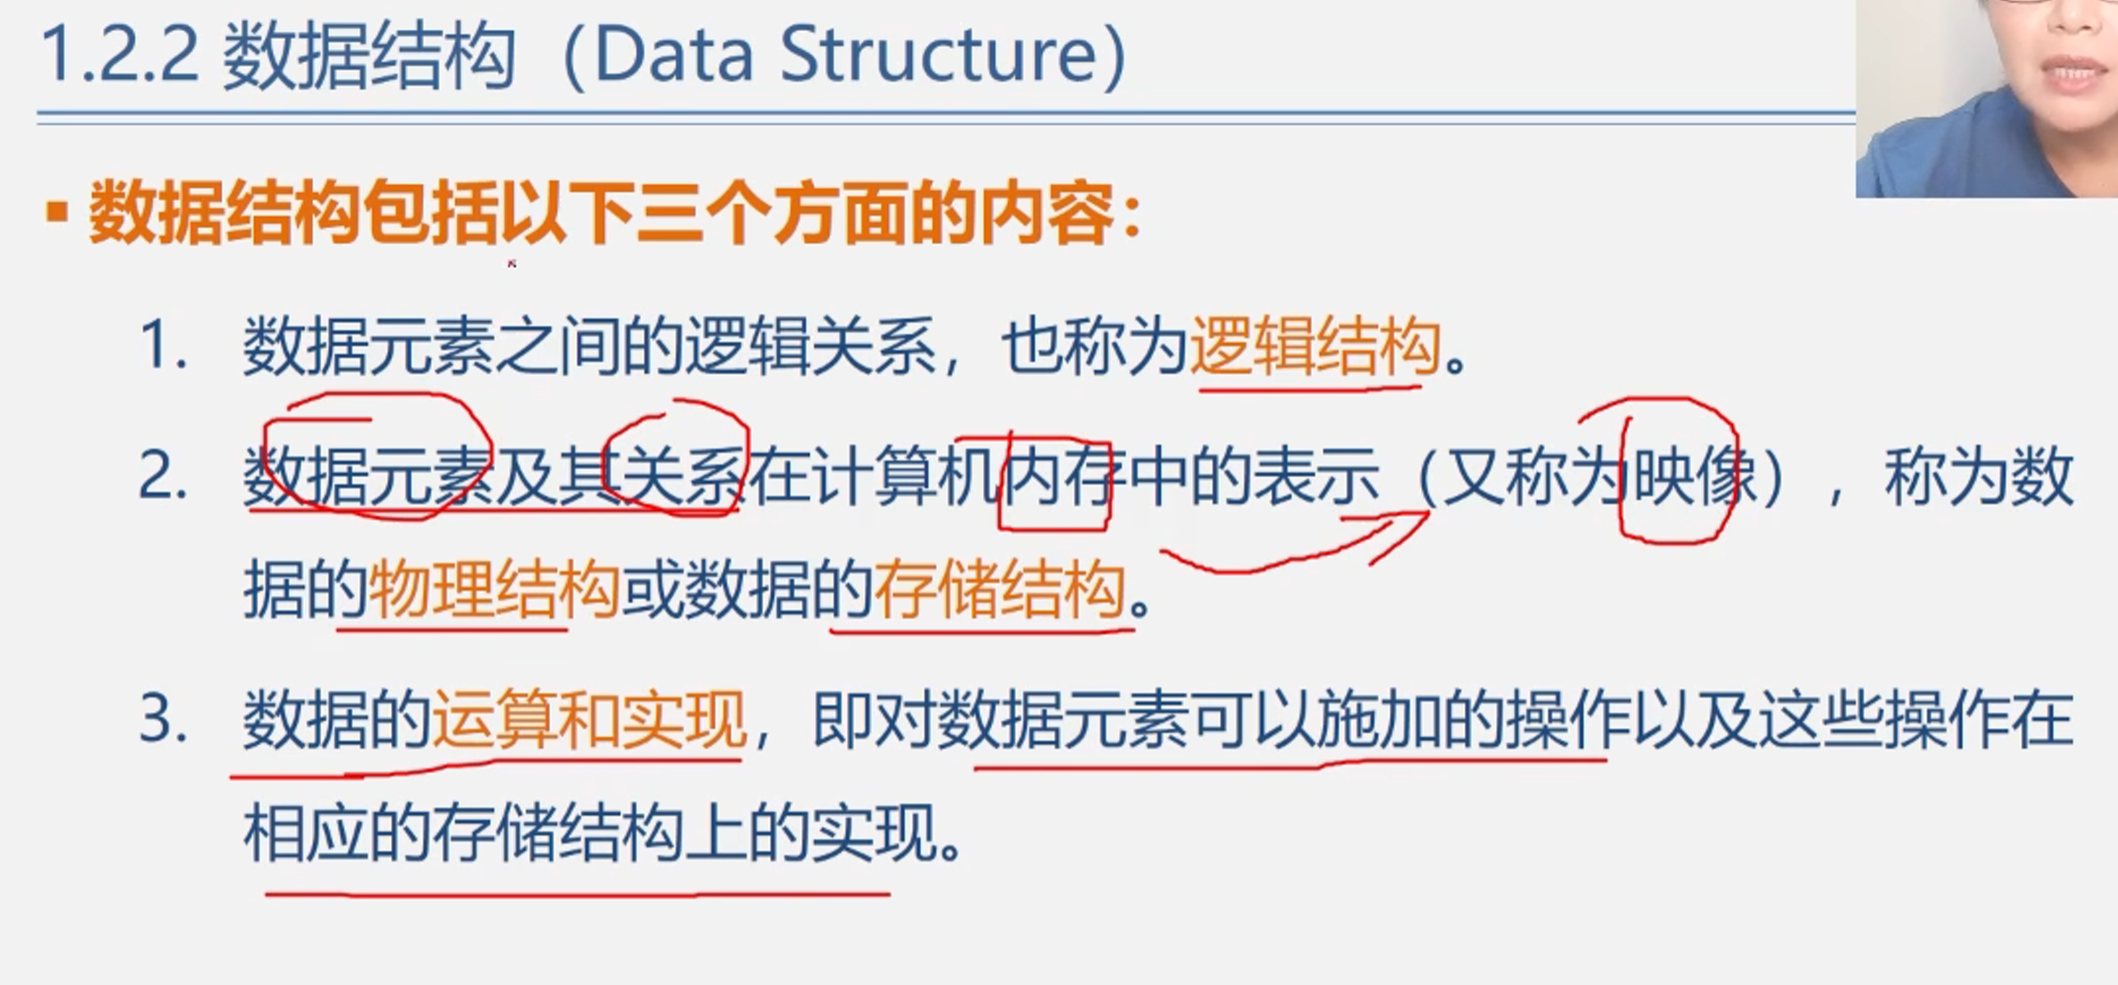 1.2.2 数据结构（Data Structure）
▪ 数据结构包括以下三个方面的内容：
1. 数据元素之间的逻辑关系，也称为逻辑结构。
2. 数据元素及其关系在计算机内存中的表示（又称为映像），称为数
据的物理结构或数据的存储结构。
3. 数据的运算和实现，即对数据元素可以施加的操作以及这些操作在
相应的存储结构上的实现。